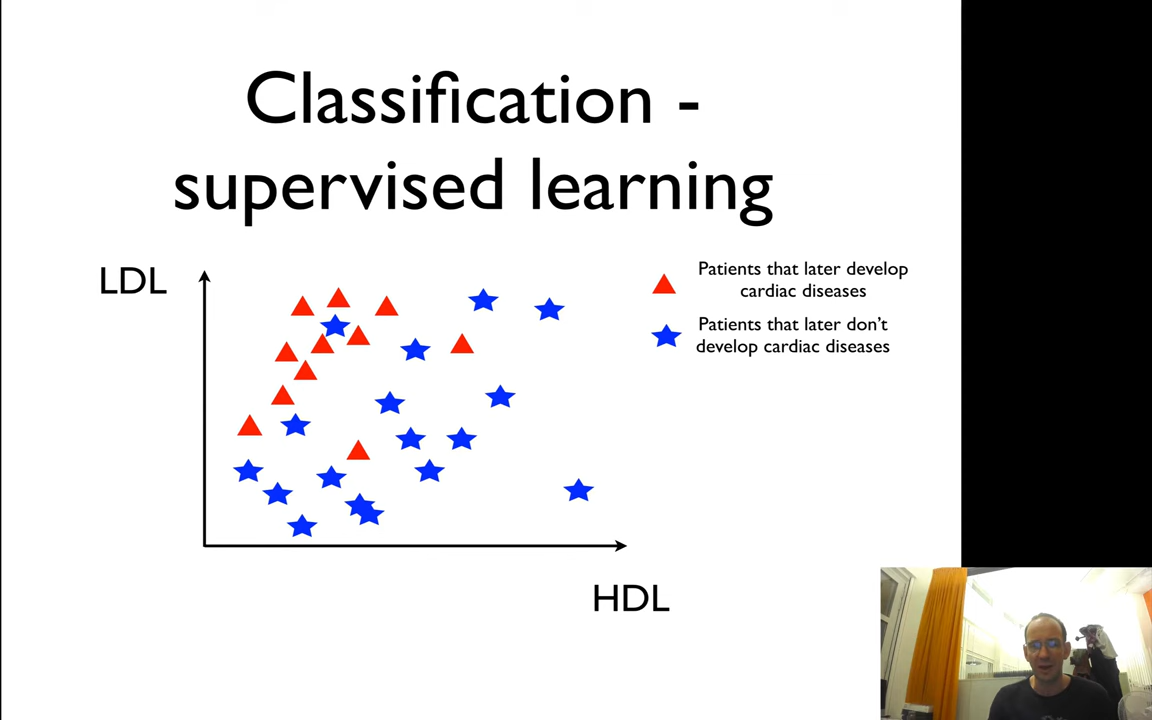 Classification -
supervised learning
LDL
Patients that later develop
cardiac diseases
Patients that later don't
develop cardiac diseases
HDL